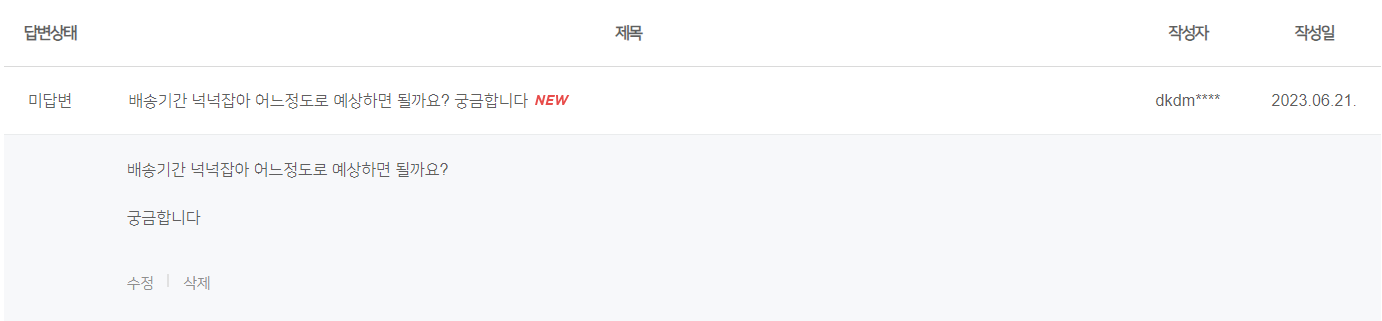 답변상태 제목 작성자 작성일
미답변 배송기간 넉넉잡아 어느정도로 예상하면 될까요? 궁금합니다 NEW dkdm**** 2023.06.21.
배송기간 넉넉잡아 어느정도로 예상하면 될까요?
궁금합니다
수정 | 삭제